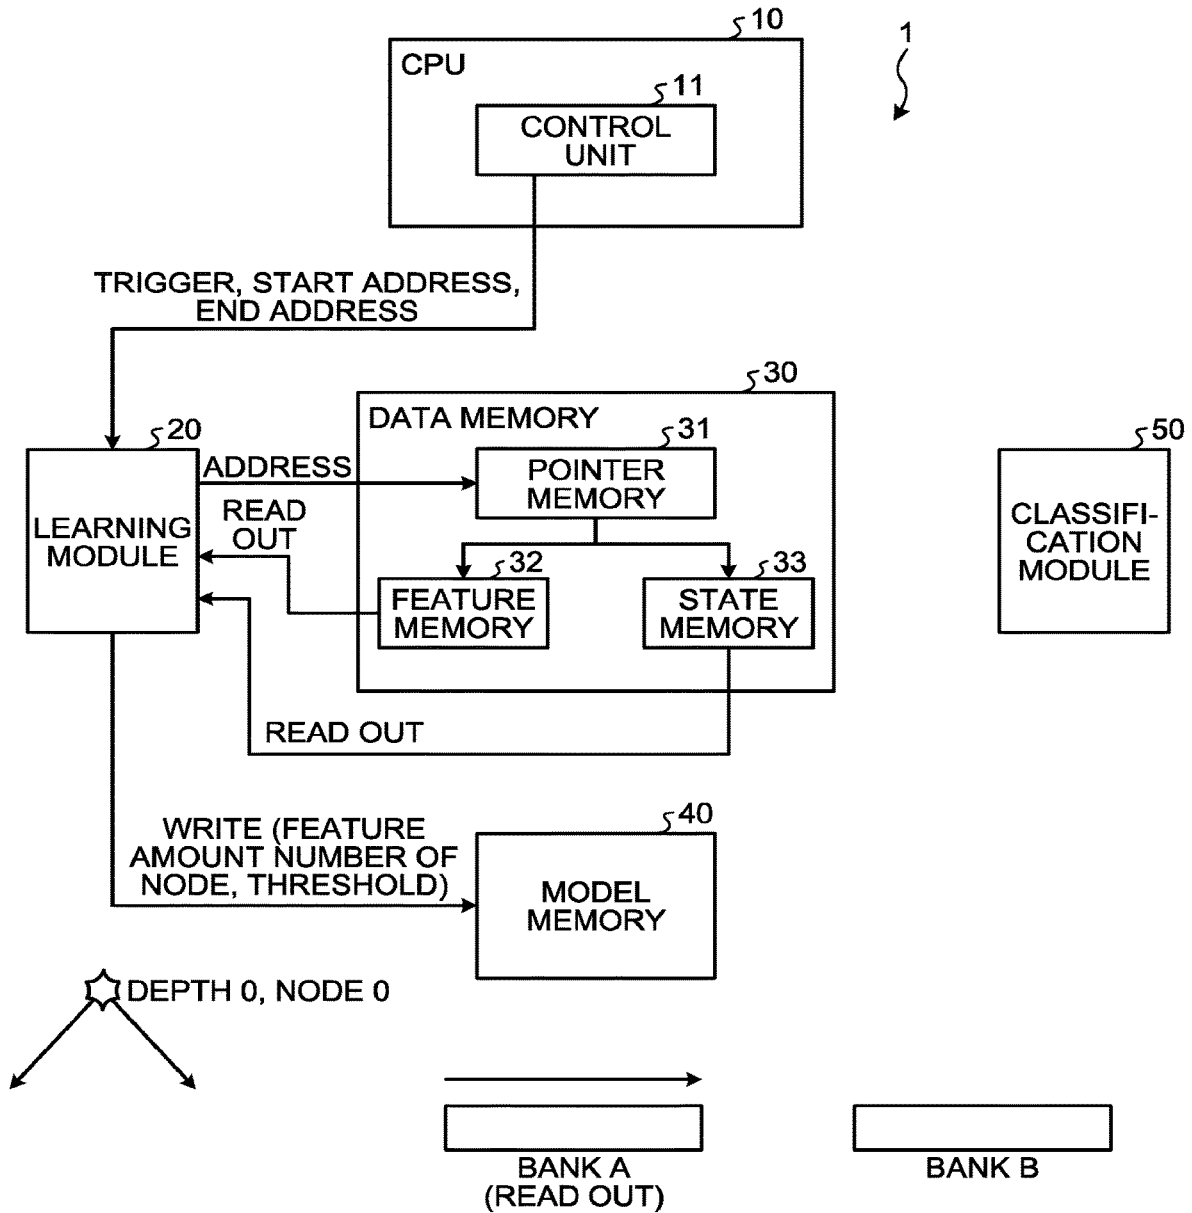 10
1
CPU
11
CONTROL
UNIT
TRIGGER, START ADDRESS,
END ADDRESS
30
DATA MEMORY
20
31
50
ADDRESS
POINTER
MEMORY
READ
OUT
LEARNING
MODULE
CLASSIFI-
CATION
MODULE
32
33
FEATURE
MEMORY
STATE
MEMORY
READ OUT
40
WRITE (FEATURE
AMOUNT NUMBER OF
NODE, THRESHOLD)
MODEL
MEMORY
DEPTH 0, NODE 0
BANK A
(READ OUT)
BANK B